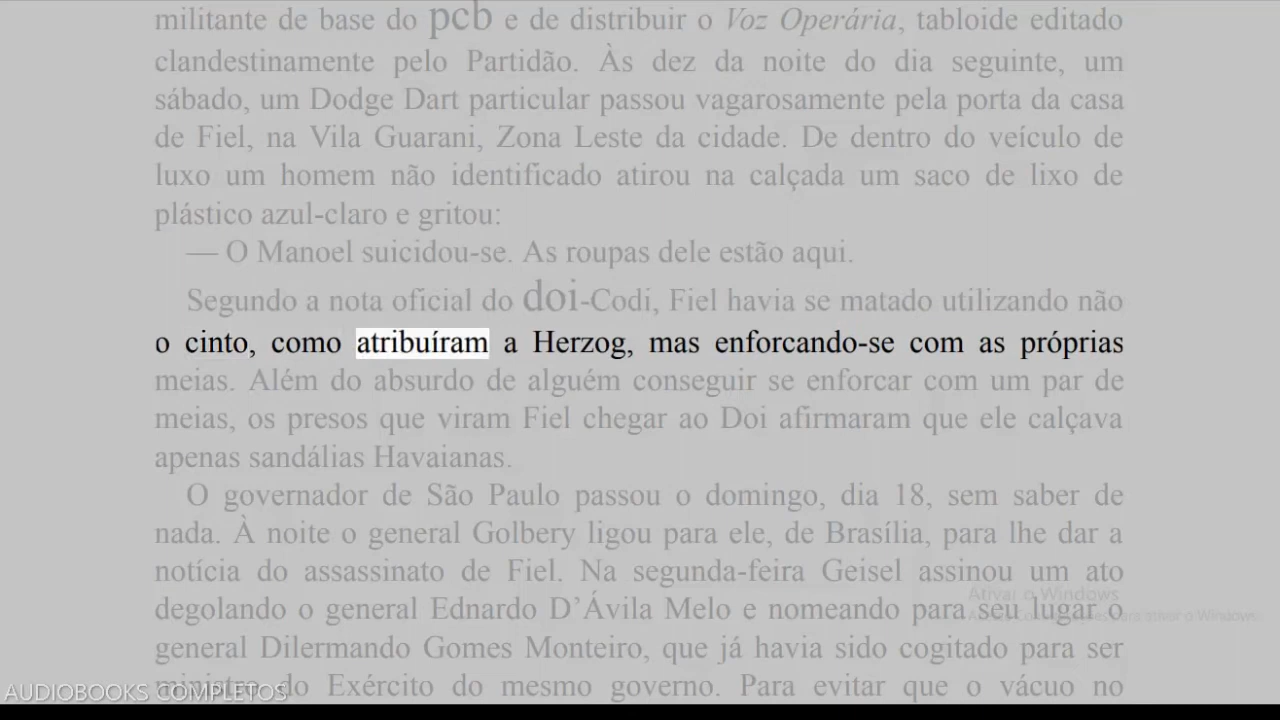 militante de base do pcb e de distribuir o Voz Operária, tabloide editado
clandestinamente pelo Partidão. Às dez da noite do dia seguinte, um
sábado, um Dodge Dart particular passou vagarosamente pela porta da casa
de Fiel, na Vila Guarani, Zona Leste da cidade. De dentro do veículo de
luxo um homem não identificado atirou na calçada um saco de lixo de
plástico azul-claro e gritou:
— O Manoel suicidou-se. As roupas dele estão aqui.
Segundo a nota oficial do doi-Codi, Fiel havia se matado utilizando não
o cinto, como atribuíram a Herzog, mas enforcando-se com as próprias
meias. Além do absurdo de alguém conseguir se enforcar com um par de
meias, os presos que viram Fiel chegar ao Doi afirmaram que ele calçava
apenas sandálias Havaianas.
O governador de São Paulo passou o domingo, dia 18, sem saber de
nada. À noite o general Golbery ligou para ele, de Brasília, para lhe dar a
notícia do assassinato de Fiel. Na segunda-feira Geisel assinou um ato
Ativar o Windows
degolando o general Ednardo D’Ávila Melo e nomeando para seu lugar o
para ativar o Windows.
general Dilermando Gomes Monteiro, que já havia sido cogitado para ser
ministro do Exército do mesmo governo. Para evitar que o vácuo no
AUDIOBOOKS COMPLETOS